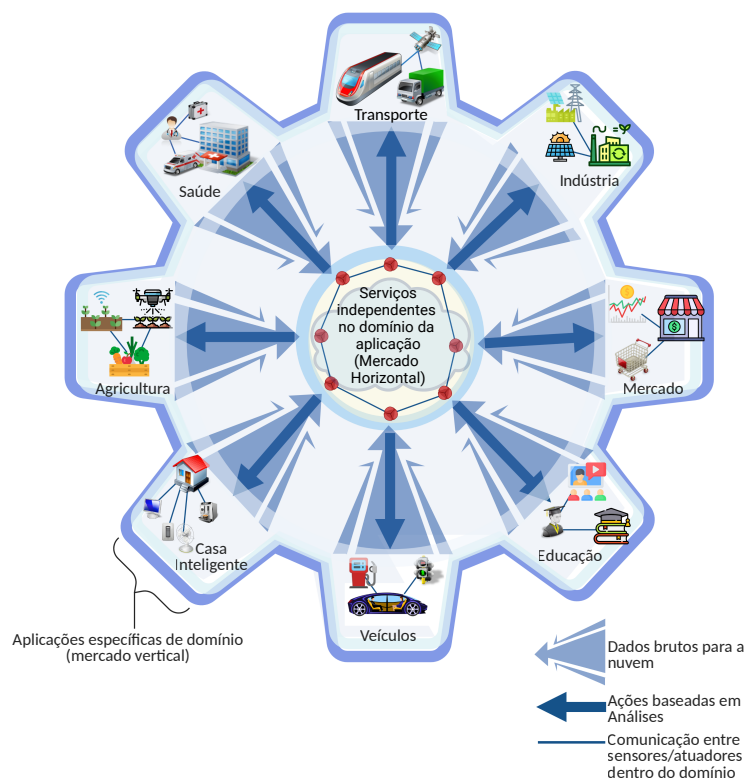 Transporte
Saúde
Indústria
Serviços
independentes
no domínio da
aplicação
(Mercado
Horizontal)
Agricultura
Mercado
Casa
Inteligente
Educação
Veículos
Aplicações específicas de domínio
(mercado vertical)
Dados brutos para a
nuvem
Ações baseadas em
Análises
Comunicação entre
sensores/atuadores
dentro do domínio